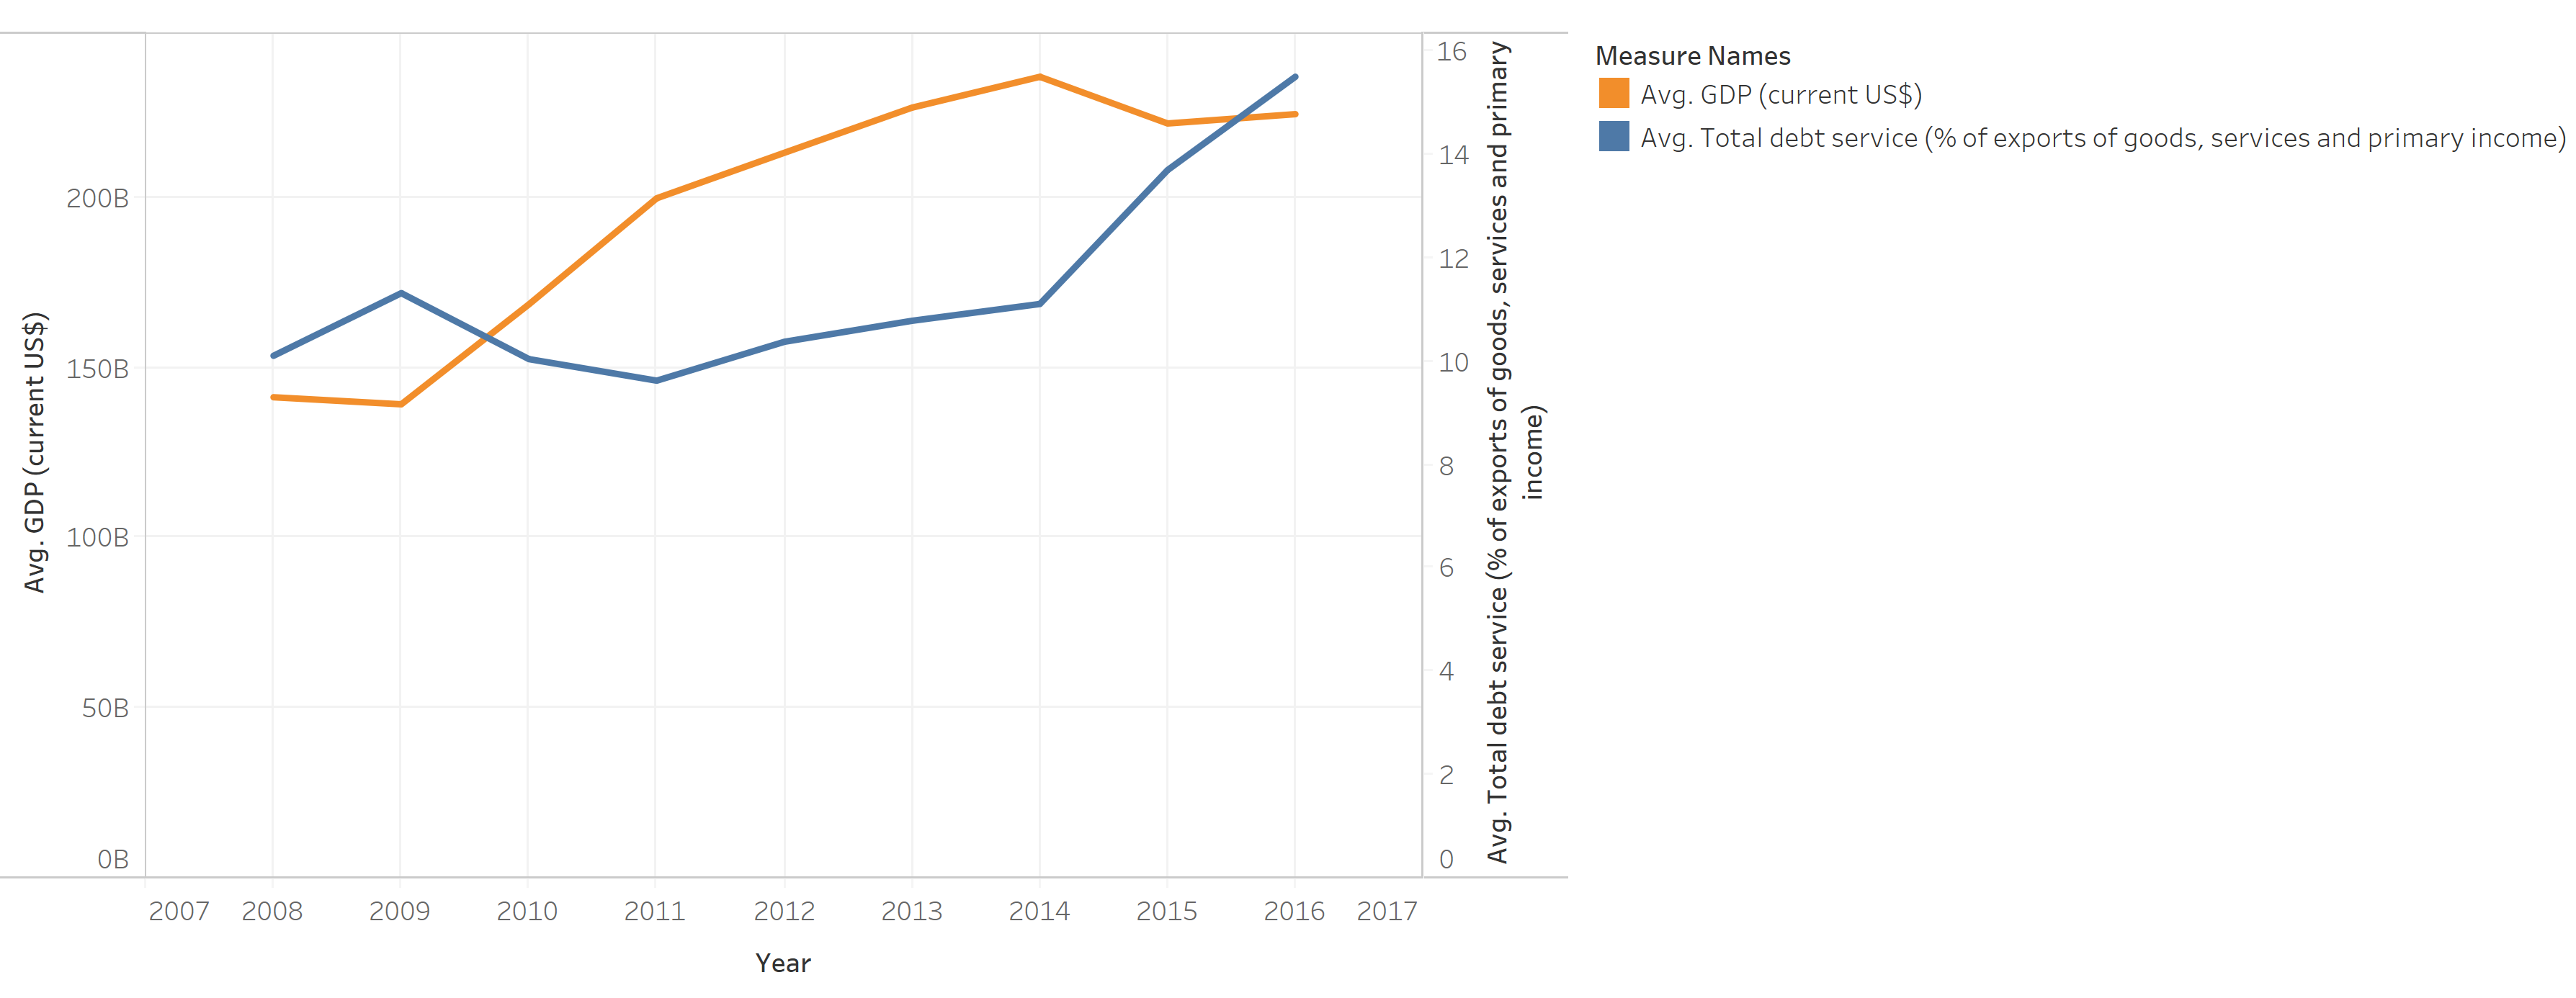 Avg. GDP (current US$)
200B
150B
100B
50B
0B
16
14
12
10
8
6
4
2
0
Avg. Total debt service (% of exports of goods, services and primary
income)
2007 2008 2009 2010 2011 2012 2013 2014 2015 2016 2017
Year
Measure Names
Avg. GDP (current US$)
Avg. Total debt service (% of exports of goods, services and primary income)